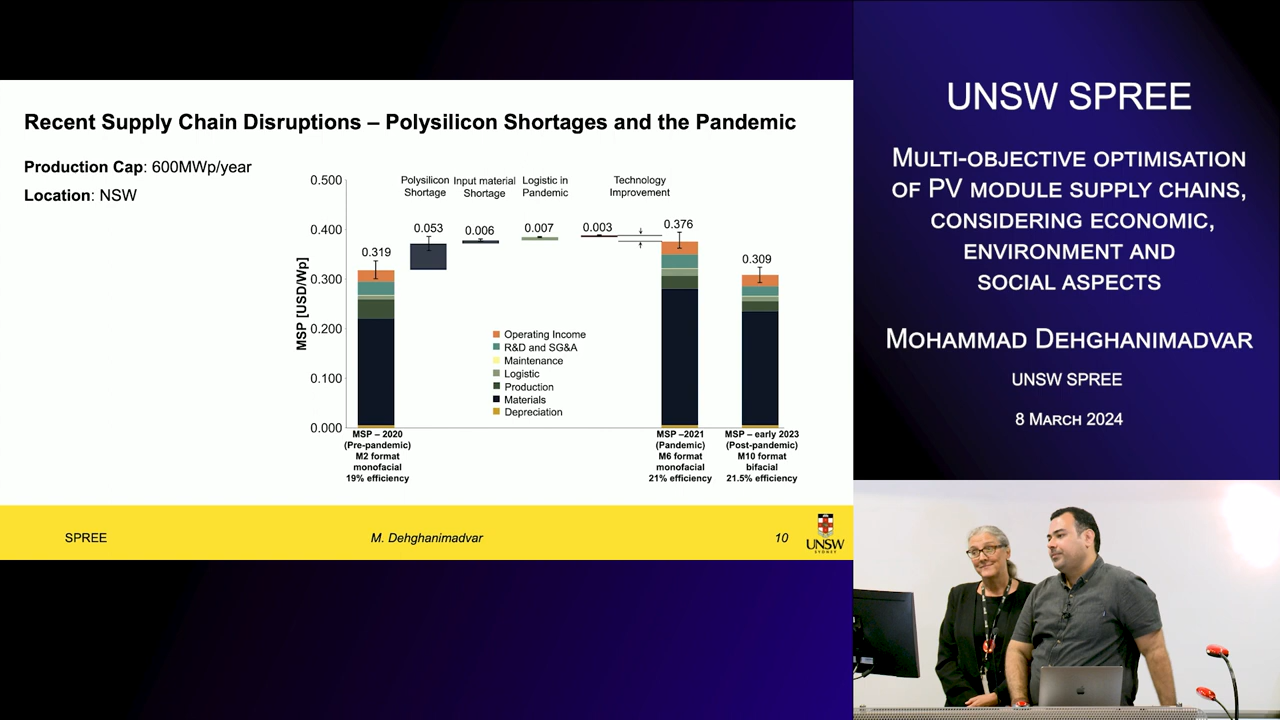 Recent Supply Chain Disruptions – Polysilicon Shortages and the Pandemic
Production Cap: 600MWp/year
Location: NSW
MSP [USD/Wp]
0.500
0.400
0.300
0.200
0.100
0.000
Polysilicon
Shortage
Input material
Shortage
Logistic in
Pandemic
Technology
Improvement
0.319
0.053
0.006
0.007
0.003
0.376
0.309
Operating Income
R&D and SG&A
Maintenance
Logistic
Production
Materials
Depreciation
MSP – 2020
(Pre-pandemic)
M2 format
monofacial
19% efficiency
MSP –2021
(Pandemic)
M6 format
monofacial
21% efficiency
MSP – early 2023
(Post-pandemic)
M10 format
bifacial
21.5% efficiency
SPREE
M. Dehghanimadvar
10
UNSW
SYDNEY
UNSW SPREE
MULTI-OBJECTIVE OPTIMISATION
OF PV MODULE SUPPLY CHAINS,
CONSIDERING ECONOMIC,
ENVIRONMENT AND
SOCIAL ASPECTS
MOHAMMAD DEHGHANIMADVAR
UNSW SPREE
8 MARCH 2024